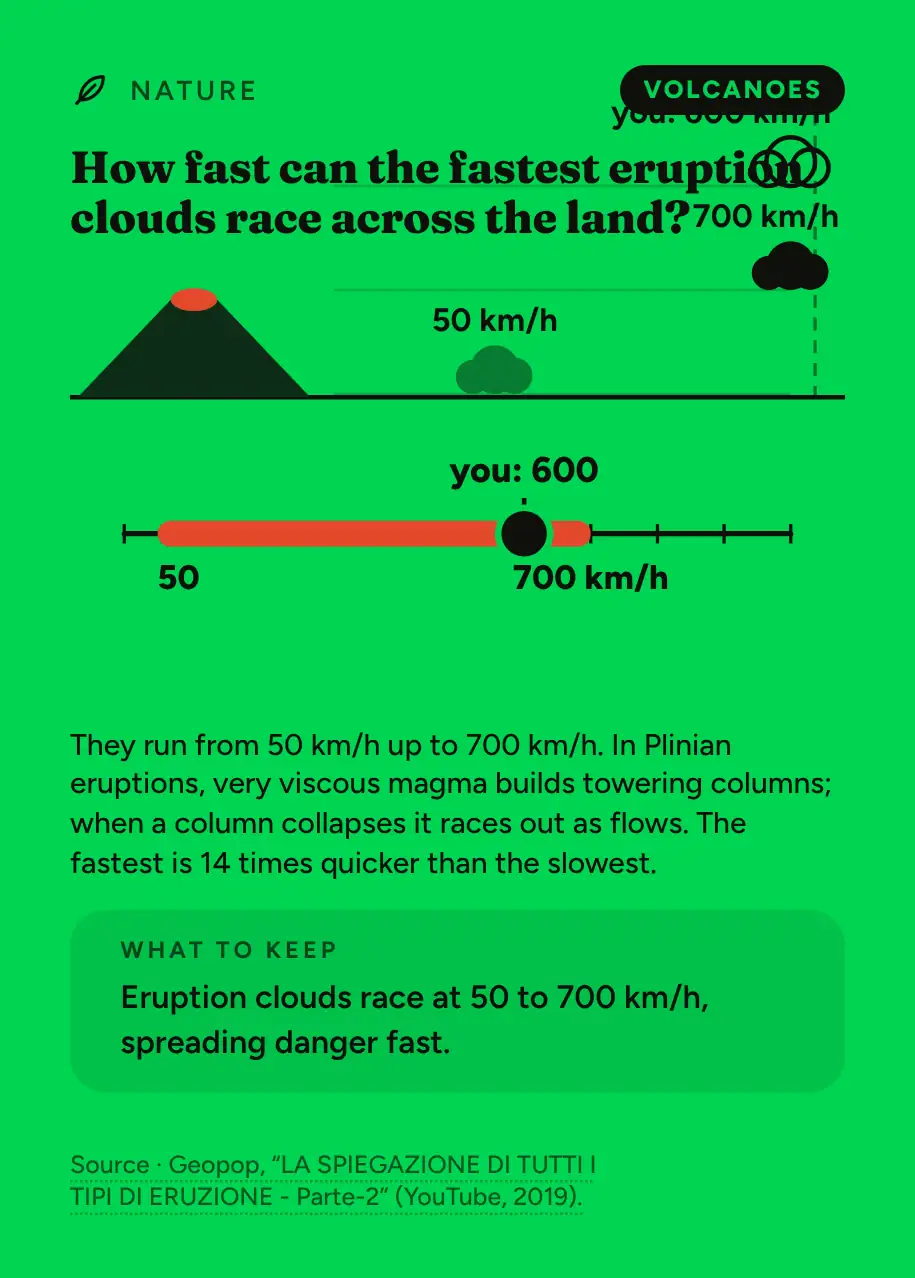 NATURE
VOLCANOES
you: 600 km/h
How fast can the fastest eruption
clouds race across the land?
700 km/h
50 km/h
you: 600
50
700 km/h
They run from 50 km/h up to 700 km/h. In Plinian
eruptions, very viscous magma builds towering columns;
when a column collapses it races out as flows. The
fastest is 14 times quicker than the slowest.
WHAT TO KEEP
Eruption clouds race at 50 to 700 km/h,
spreading danger fast.
Source · Geopop, “LA SPIEGAZIONE DI TUTTI I
TIPI DI ERUZIONE - Parte-2” (YouTube, 2019).